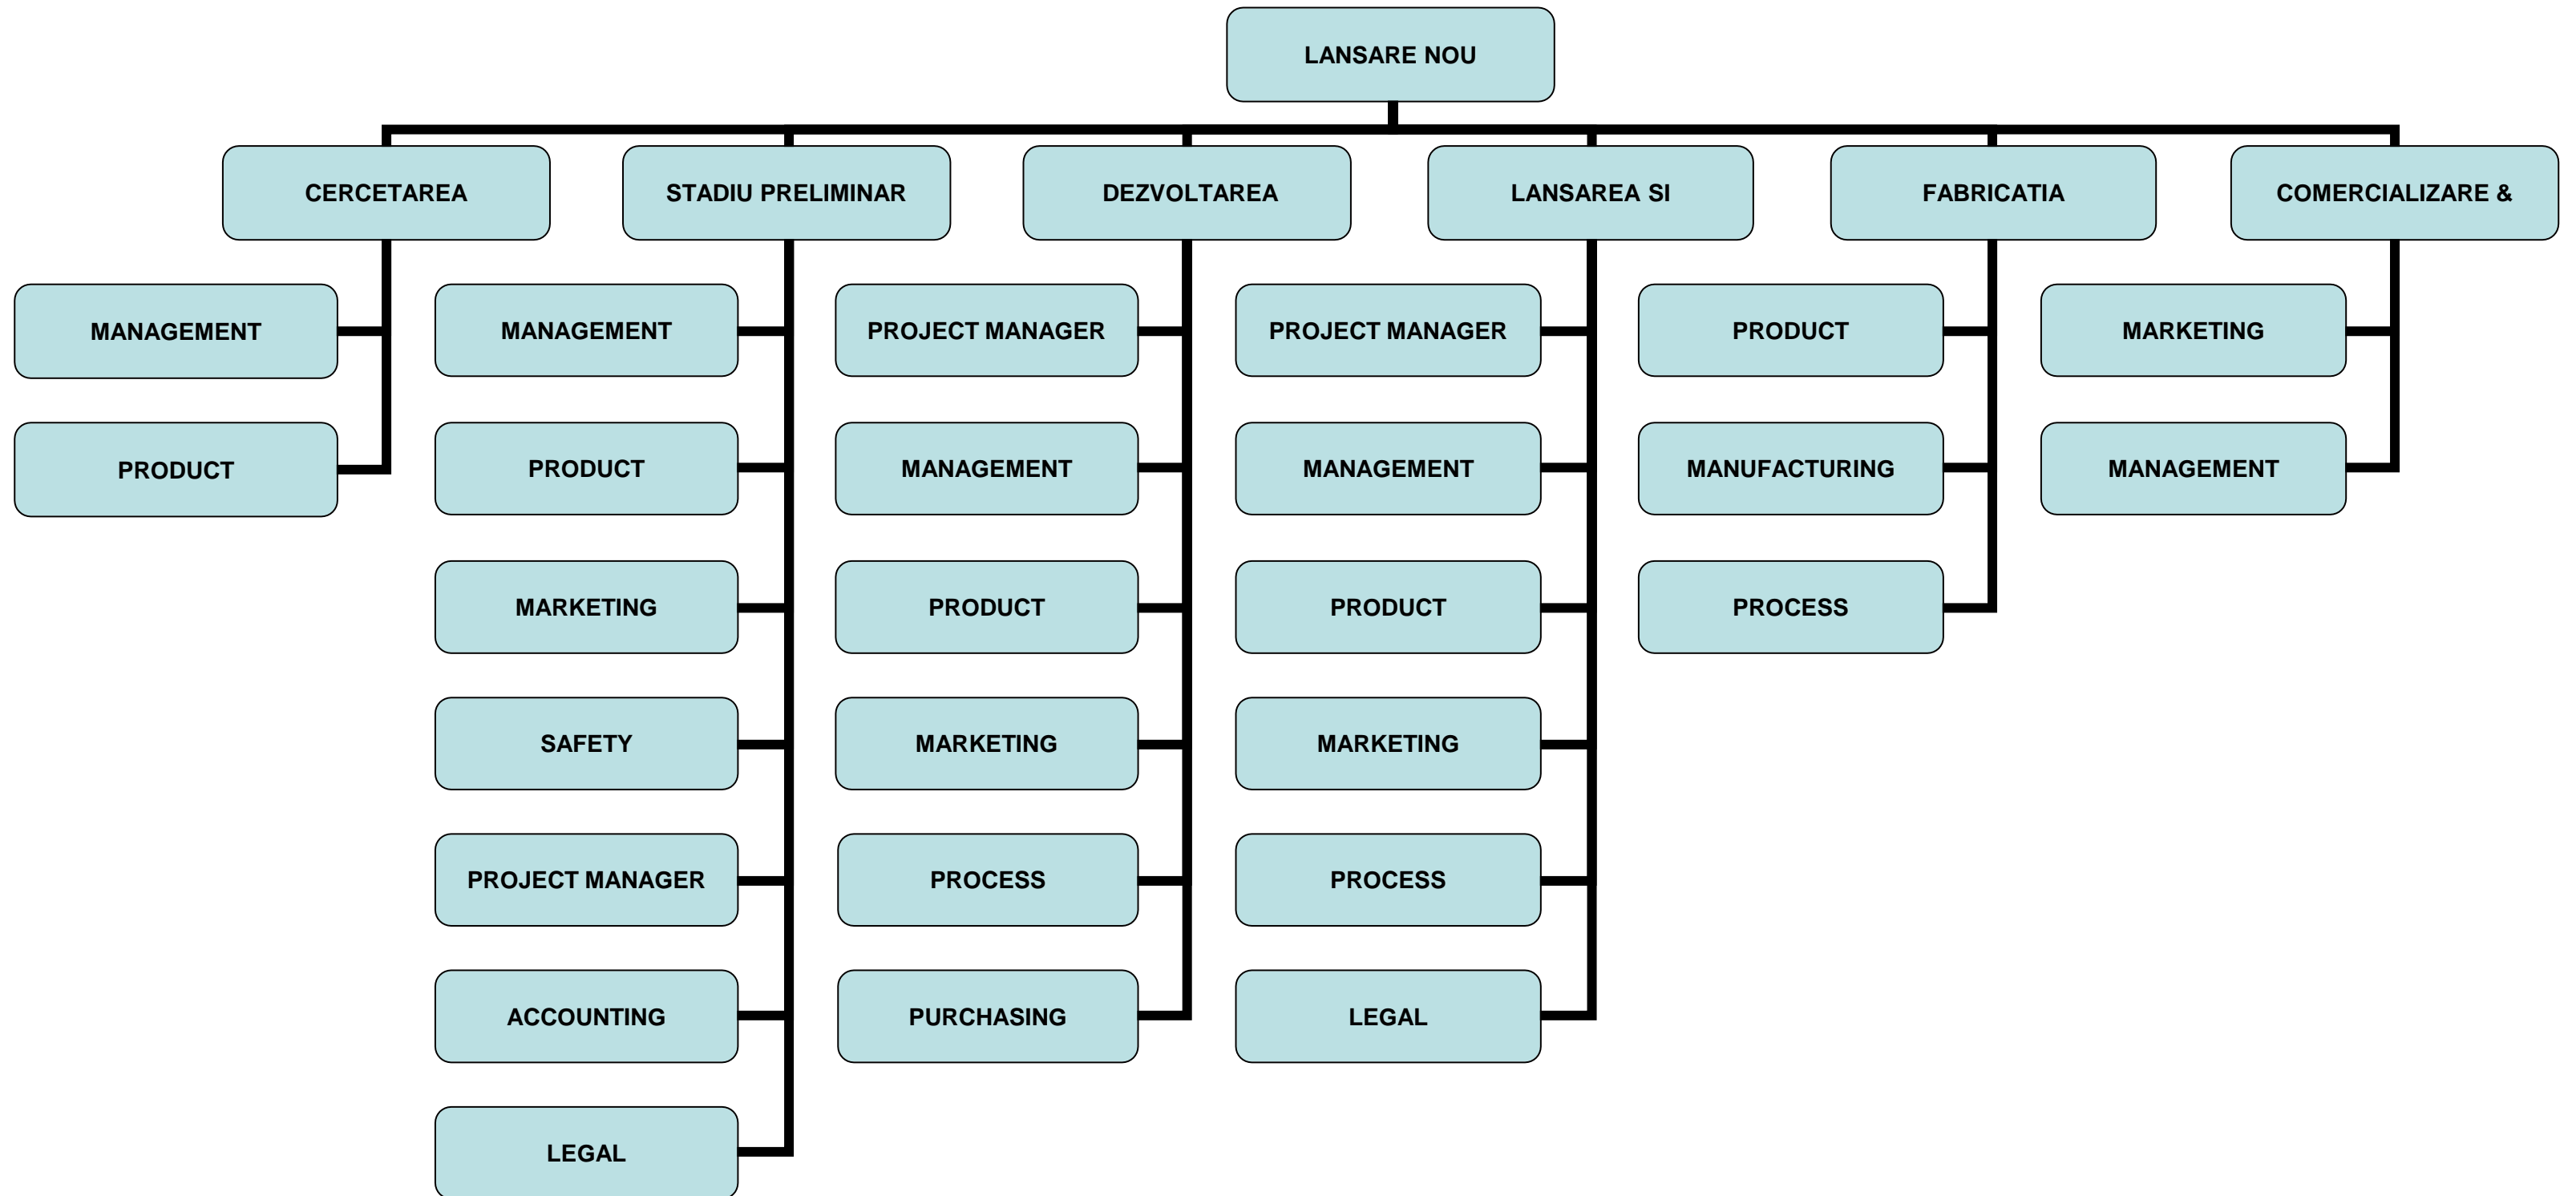 LANSARE NOU
CERCETAREA
STADIU PRELIMINAR
DEZVOLTAREA
LANSAREA SI
FABRICATIA
COMERCIALIZARE &
MANAGEMENT
MANAGEMENT
PROJECT MANAGER
PROJECT MANAGER
PRODUCT
MARKETING
PRODUCT
PRODUCT
MANAGEMENT
MANAGEMENT
MANUFACTURING
MANAGEMENT
MARKETING
PRODUCT
PRODUCT
PROCESS
SAFETY
MARKETING
MARKETING
PROJECT MANAGER
PROCESS
PROCESS
ACCOUNTING
PURCHASING
LEGAL
LEGAL